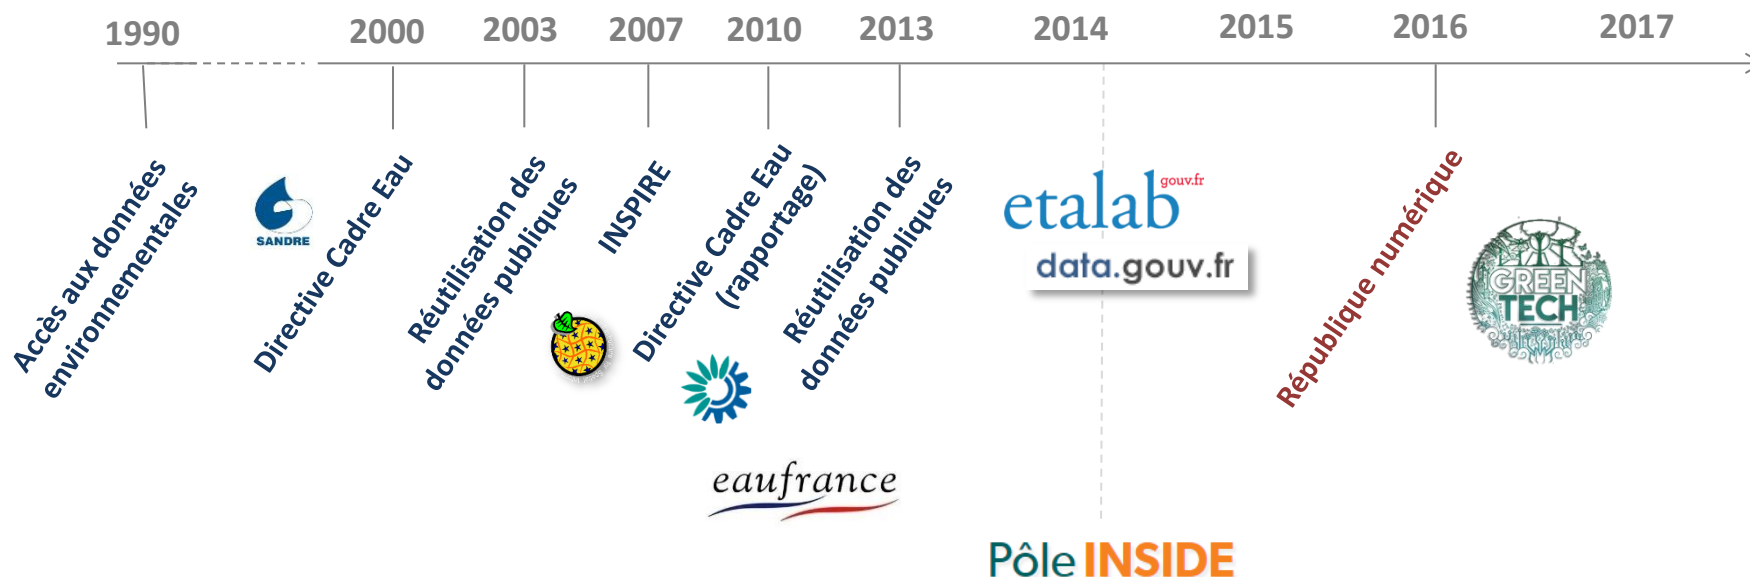 1990
2000
2003
2007
2010
2013
2014
2015
2016
2017
Accès aux données
environnementales
SANDRE
Directive Cadre Eau
Réutilisation des
données publiques
INSPIRE
Directive Cadre Eau
(rapportage)
Réutilisation des
données publiques
etalab
gouv.fr
data.gouv.fr
République numérique
GREEN
TECH
eaufrance
Pôle INSIDE